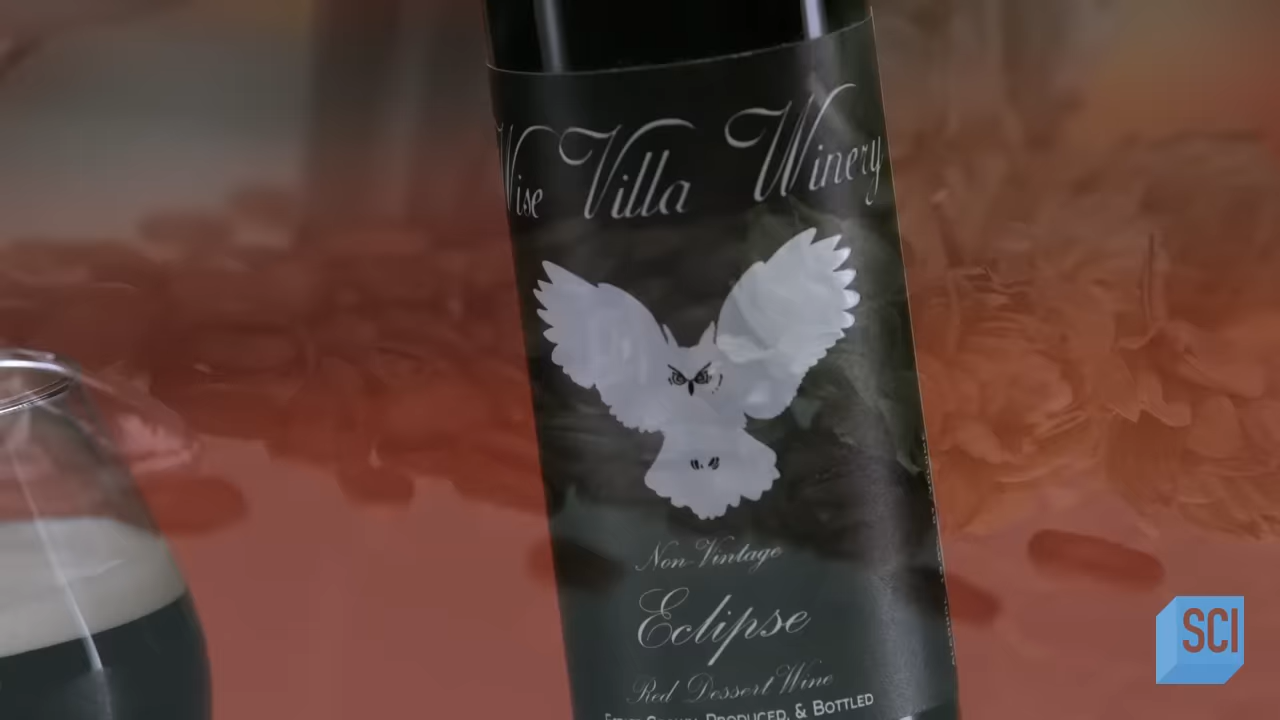 Wise Villa Winery
Non-Vintage
Eclipse
Red Dessert Wine
Produced, & Bottled
SCI